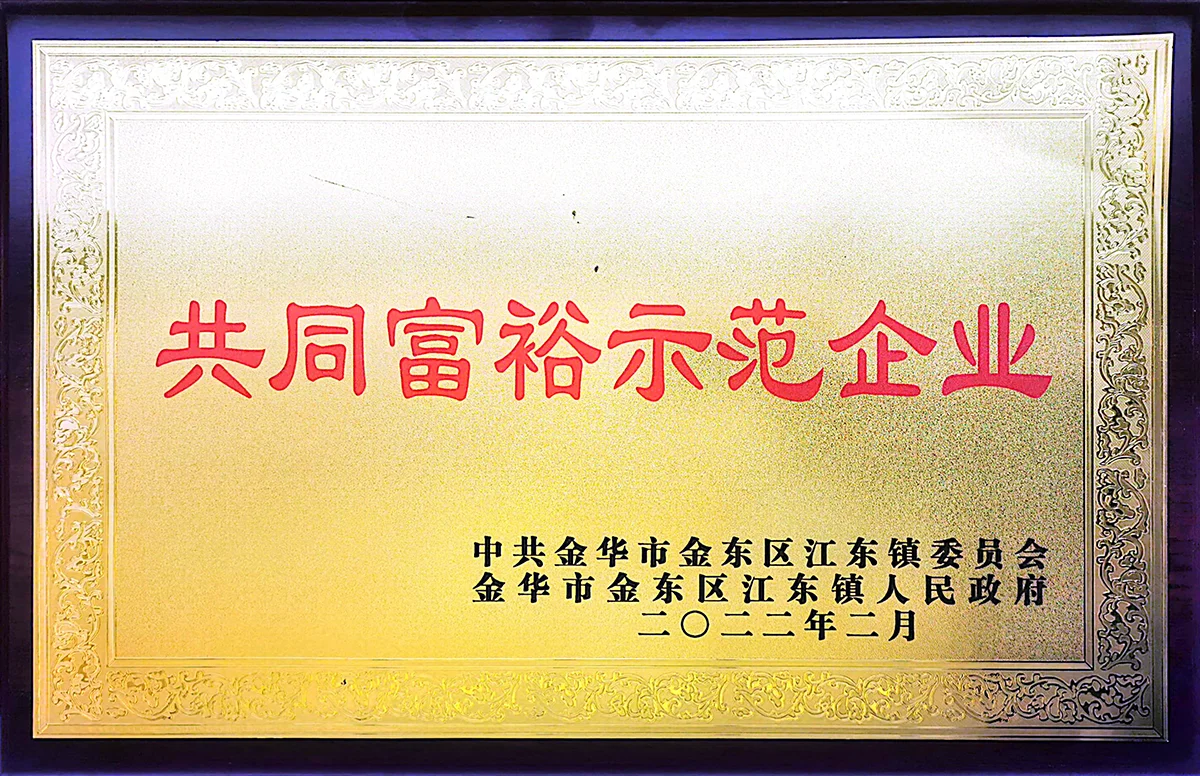 共同富裕示范企业
中共金华市金东区江东镇委员会
金华市金东区江东镇人民政府
二〇二二年二月